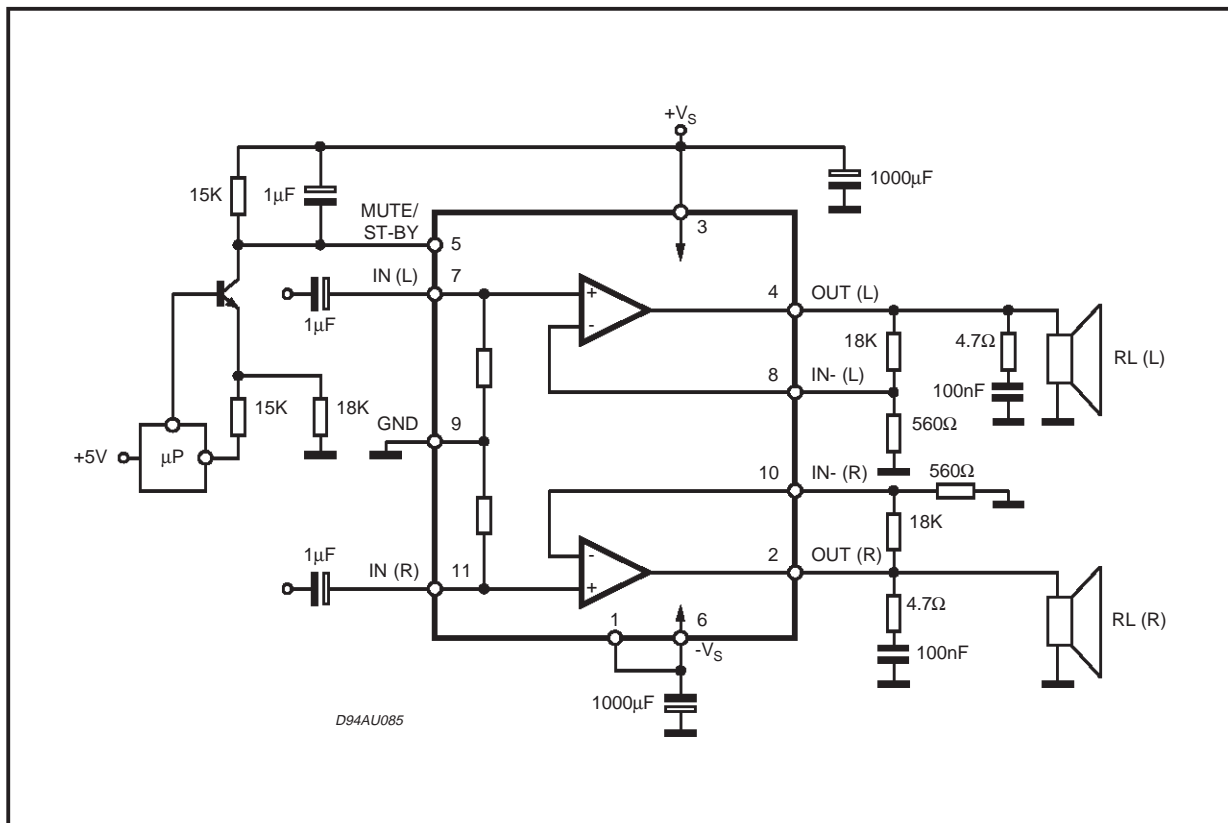 +VS
15K
1µF
1000µF
MUTE/
ST-BY
5
3
IN (L)
7
1µF
+
-
4
OUT (L)
18K
4.7Ω
RL (L)
8
IN- (L)
100nF
15K
18K
GND
9
560Ω
+5V
µP
10
IN- (R)
560Ω
18K
1µF
IN (R)
11
-
+
2
OUT (R)
4.7Ω
RL (R)
1
6
-VS
100nF
1000µF
D94AU085